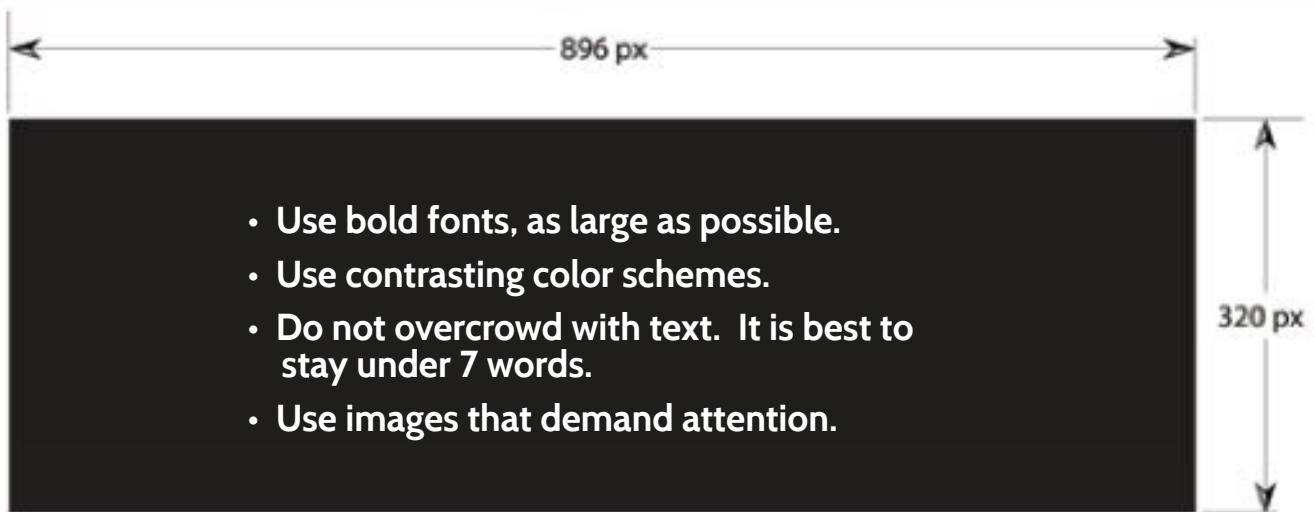 896 px
• Use bold fonts, as large as possible.
• Use contrasting color schemes.
• Do not overcrowd with text.  It is best to
stay under 7 words.
320 px
• Use images that demand attention.